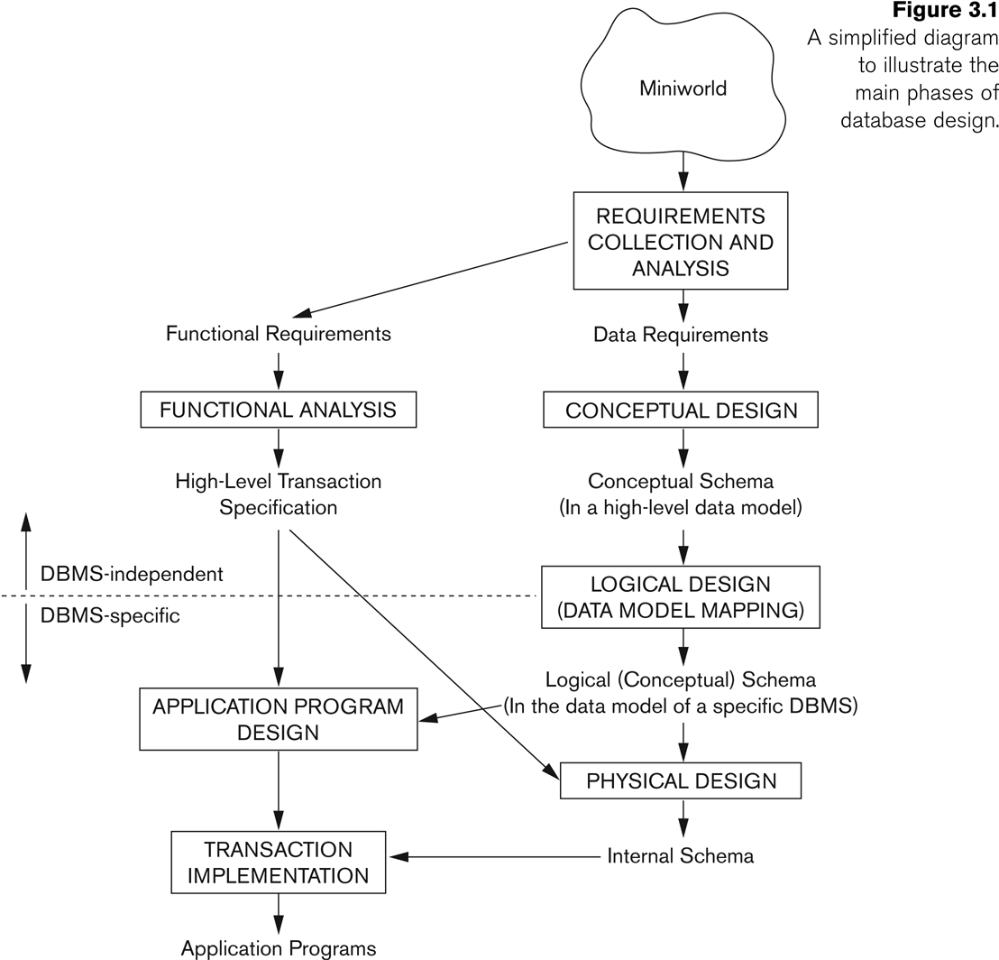 Figure 3.1
A simplified diagram
to illustrate the
main phases of
database design.
Miniworld
REQUIREMENTS
COLLECTION AND
ANALYSIS
Functional Requirements
Data Requirements
FUNCTIONAL ANALYSIS
CONCEPTUAL DESIGN
High-Level Transaction
Specification
Conceptual Schema
(In a high-level data model)
DBMS-independent
DBMS-specific
LOGICAL DESIGN
(DATA MODEL MAPPING)
Logical (Conceptual) Schema
(In the data model of a specific DBMS)
APPLICATION PROGRAM
DESIGN
PHYSICAL DESIGN
TRANSACTION
IMPLEMENTATION
Internal Schema
Application Programs